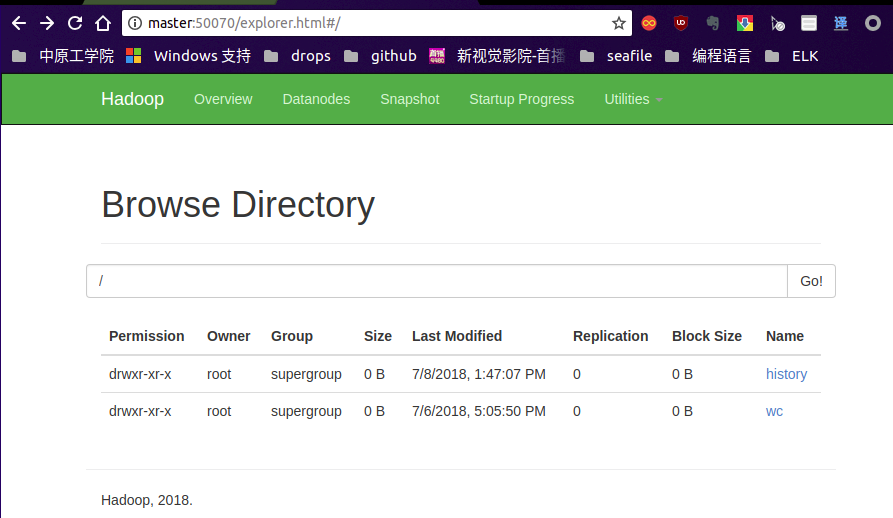 master:50070/explorer.html#/
中原工学院 Windows 支持 drops github 新视觉影院-首播 seafile 编程语言 ELK
Hadoop Overview Datanodes Snapshot Startup Progress Utilities
Browse Directory
/ Go!
Permission Owner Group Size Last Modified Replication Block Size Name
drwxr-xr-x root supergroup 0 B 7/8/2018, 1:47:07 PM 0 0 B history
drwxr-xr-x root supergroup 0 B 7/6/2018, 5:05:50 PM 0 0 B wc
Hadoop, 2018.